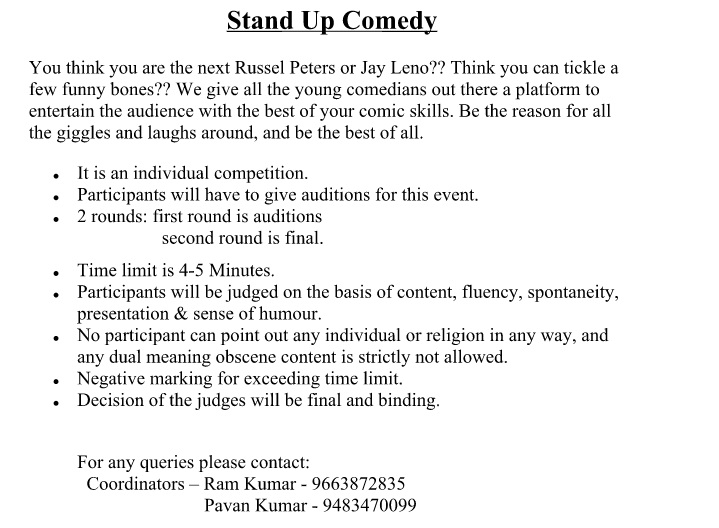 Stand Up Comedy
You think you are the next Russel Peters or Jay Leno?? Think you can tickle a
few funny bones?? We give all the young comedians out there a platform to
entertain the audience with the best of your comic skills. Be the reason for all
the giggles and laughs around, and be the best of all.
• It is an individual competition.
• Participants will have to give auditions for this event.
• 2 rounds: first round is auditions
second round is final.
• Time limit is 4-5 Minutes.
• Participants will be judged on the basis of content, fluency, spontaneity,
presentation & sense of humour.
• No participant can point out any individual or religion in any way, and
any dual meaning obscene content is strictly not allowed.
• Negative marking for exceeding time limit.
• Decision of the judges will be final and binding.
For any queries please contact:
Coordinators – Ram Kumar - 9663872835
Pavan Kumar - 9483470099